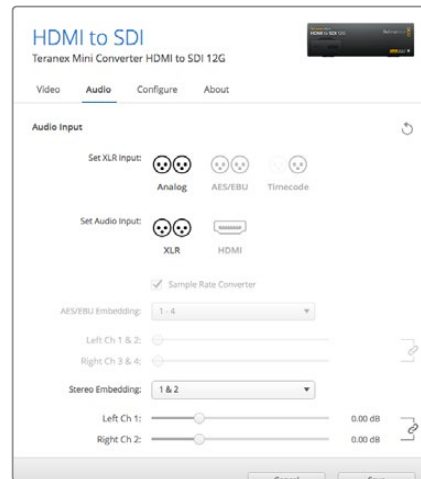 HDMI to SDI
Teranex Mini Converter HDMI to SDI 12G
Video Audio Configure About
Audio Input
Set XLR Input:
Analog AES/EBU Timecode
Set Audio Input:
XLR HDMI
Sample Rate Converter
AES/EBU Embedding: 1 - 4
Left Ch 1 & 2:
Right Ch 3 & 4:
Stereo Embedding: 1 & 2
Left Ch 1: 0.00 dB
Right Ch 2: 0.00 dB
Cancel Save